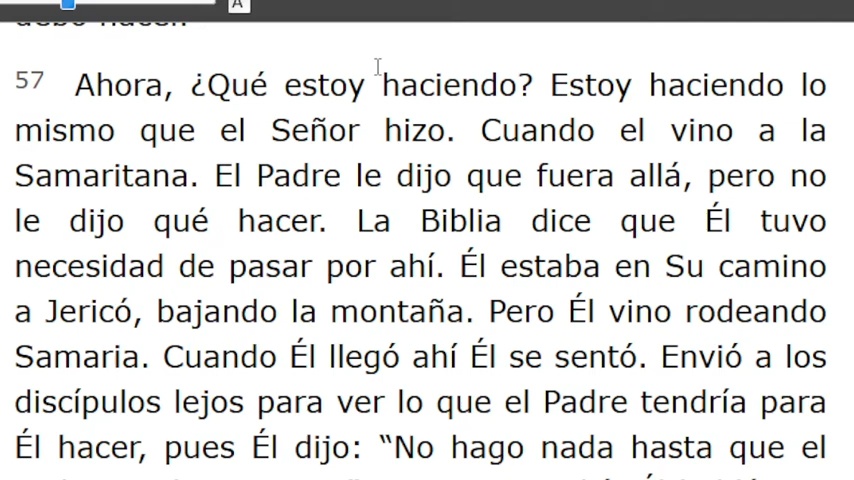 debo hacer.
57 Ahora, ¿Qué estoy haciendo? Estoy haciendo lo
mismo que el Señor hizo. Cuando el vino a la
Samaritana. El Padre le dijo que fuera allá, pero no
le dijo qué hacer. La Biblia dice que Él tuvo
necesidad de pasar por ahí. Él estaba en Su camino
a Jericó, bajando la montaña. Pero Él vino rodeando
Samaria. Cuando Él llegó ahí Él se sentó. Envió a los
discípulos lejos para ver lo que el Padre tendría para
Él hacer, pues Él dijo: “No hago nada hasta que el